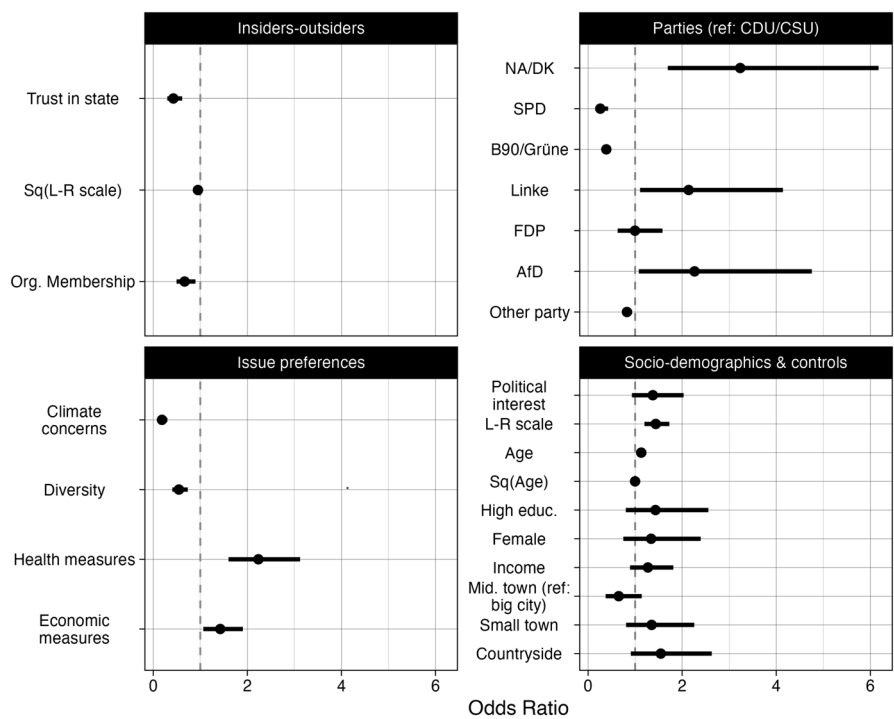 Insiders-outsiders
Trust in state
Sq(L-R scale)
Org. Membership
Parties (ref: CDU/CSU)
NA/DK
SPD
B90/Grüne
Linke
FDP
AfD
Other party
Issue preferences
Climate
concerns
Diversity
Health measures
Economic
measures
0 2 4 6
Socio-demographics & controls
Political
interest
L-R scale
Age
Sq(Age)
High educ.
Female
Income
Mid. town (ref:
big city)
Small town
Countryside
0 2 4 6
Odds Ratio